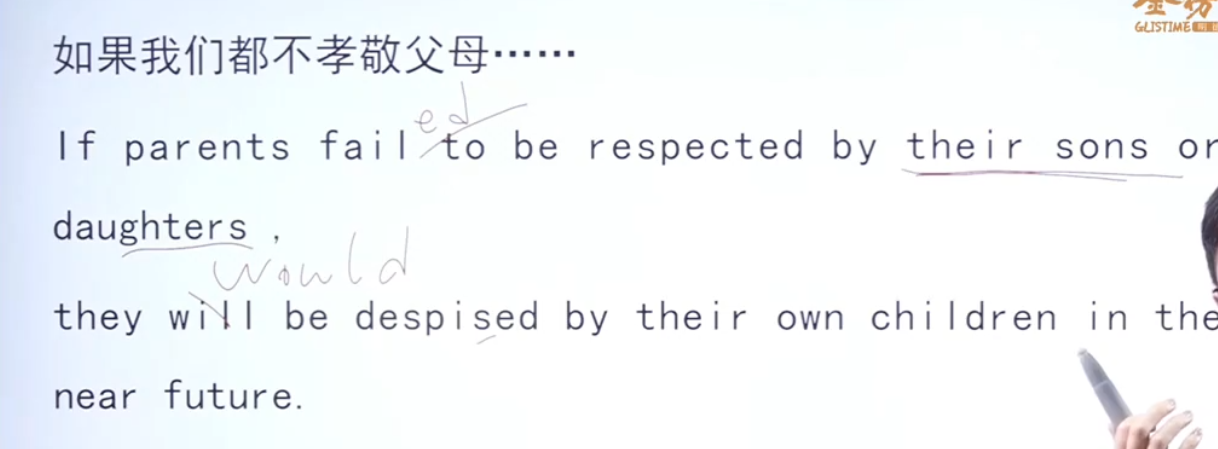 GLISTIME
如果我们都不孝敬父母……
ed
If parents fail to be respected by their sons or
daughters ,
would
they will be despised by their own children in the
near future.